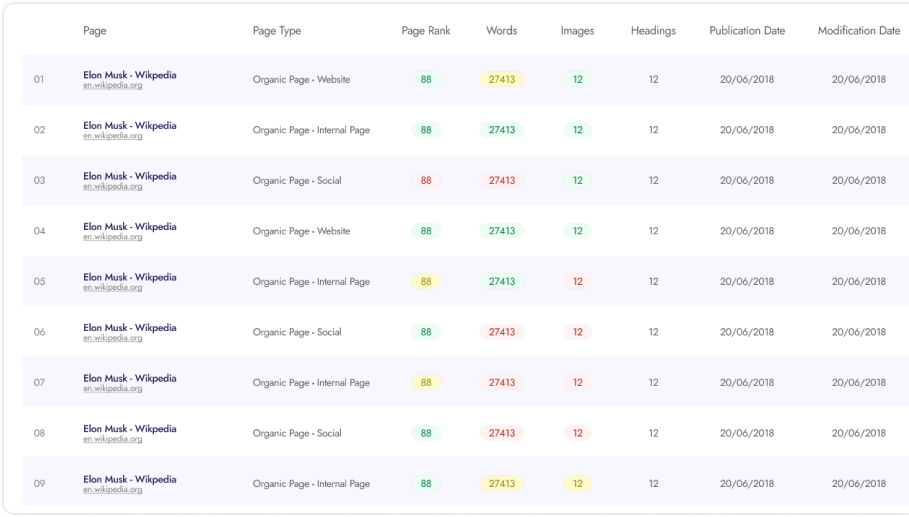 Page Page Type Page Rank Words Images Headings Publication Date Modification Date
01 Elon Musk - Wikpedia Organic Page - Website 88 27413 12 12 20/06/2018 20/06/2018
en.wikipedia.org
02 Elon Musk - Wikpedia Organic Page - Internal Page 88 27413 12 12 20/06/2018 20/06/2018
en.wikipedia.org
03 Elon Musk - Wikpedia Organic Page - Social 88 27413 12 12 20/06/2018 20/06/2018
en.wikipedia.org
04 Elon Musk - Wikpedia Organic Page - Website 88 27413 12 12 20/06/2018 20/06/2018
en.wikipedia.org
05 Elon Musk - Wikpedia Organic Page - Internal Page 88 27413 12 12 20/06/2018 20/06/2018
en.wikipedia.org
06 Elon Musk - Wikpedia Organic Page - Social 88 27413 12 12 20/06/2018 20/06/2018
en.wikipedia.org
07 Elon Musk - Wikpedia Organic Page - Internal Page 88 27413 12 12 20/06/2018 20/06/2018
en.wikipedia.org
08 Elon Musk - Wikpedia Organic Page - Social 88 27413 12 12 20/06/2018 20/06/2018
en.wikipedia.org
09 Elon Musk - Wikpedia Organic Page - Internal Page 88 27413 12 12 20/06/2018 20/06/2018
en.wikipedia.org